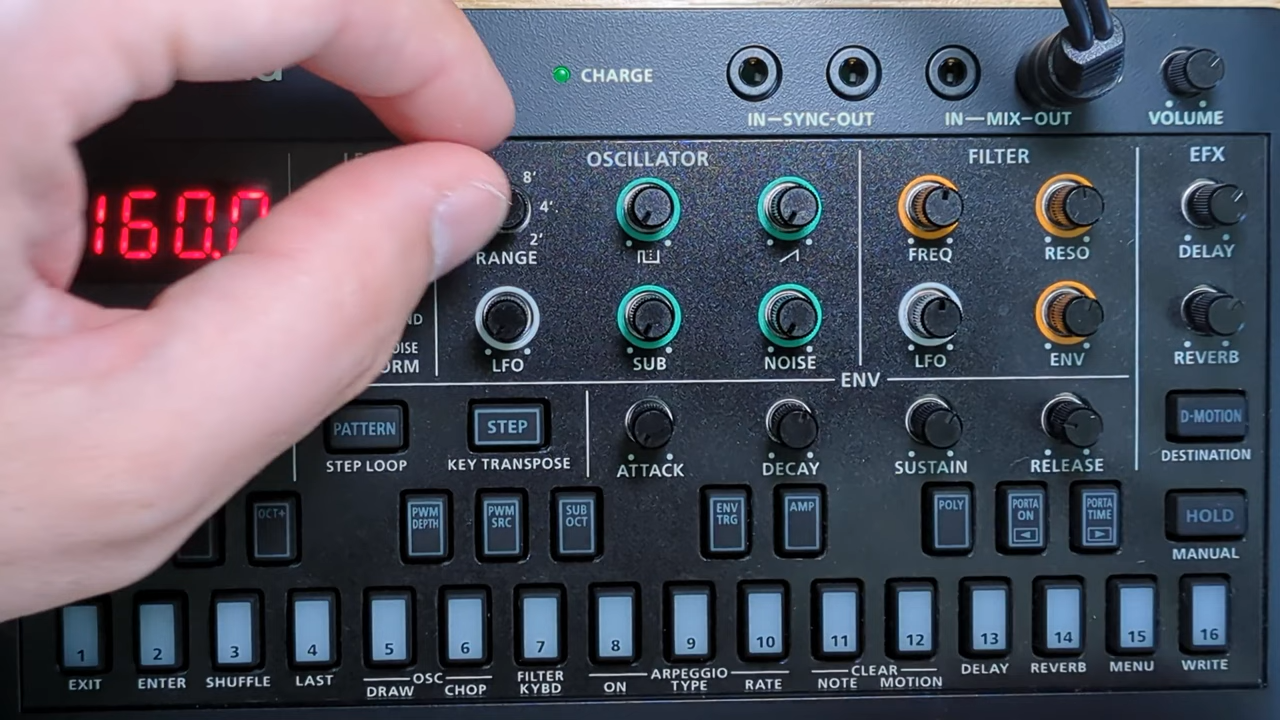 CHARGE
IN—SYNC-OUT
IN—MIX—OUT
VOLUME
OSCILLATOR
FILTER
EFX
160.
8'
4'
2'
RANGE
FREQ
RESO
DELAY
LFO
SUB
NOISE
LFO
ENV
REVERB
ENV
PATTERN
STEP
D-MOTION
STEP LOOP
KEY TRANSPOSE
ATTACK
DECAY
SUSTAIN
RELEASE
DESTINATION
OCT+
PWM
DEPTH
PWM
SRC
SUB
OCT
ENV
TRG
AMP
POLY
PORTA
ON
PORTA
TIME
HOLD
MANUAL
1
2
3
4
5
6
7
8
9
10
11
12
13
14
15
16
EXIT
ENTER
SHUFFLE
LAST
OSC
DRAW
CHOP
FILTER
KYBD
ARPEGGIO
ON
TYPE
RATE
CLEAR
NOTE
MOTION
DELAY
REVERB
MENU
WRITE